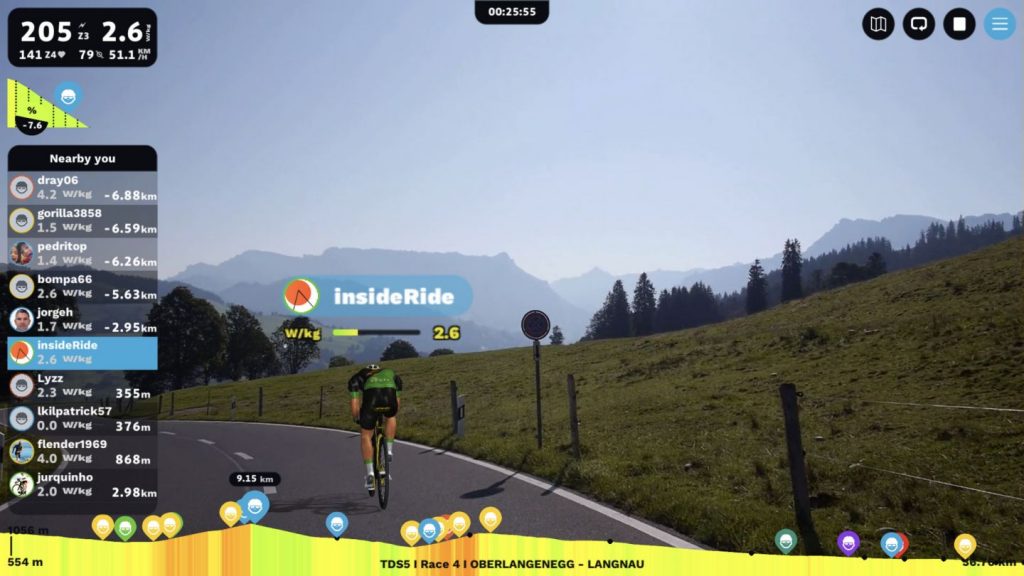 205 Z3 2.6 W/KG
141 Z4 79 51.1 KM/H
00:25:55
%
-7.6
Nearby you
dray06
4.2 W/kg -6.88km
gorilla3858
1.5 W/kg -6.59km
pedritop
1.4 W/kg -6.26km
bompa66
2.6 W/kg -5.63km
jorgeh
1.7 W/kg -2.95km
insideRide
2.6 W/kg
Lyzz
2.3 W/kg 355m
lkilpatrick57
0.0 W/kg 376m
flender1969
4.0 W/kg 868m
jurquinho
2.0 W/kg 2.98km
insideRide
W/kg 2.6
9.15 km
1056 m
554 m
TDS5 I Race 4 I OBERLANGENEGG - LANGNAU
36.76 km